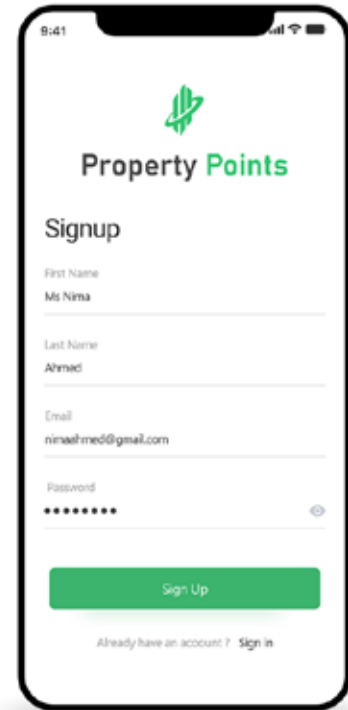 9:41
Property Points
Signup
First Name
Ms Nima
Last Name
Ahmed
Email
nimaahmed@gmail.com
Password
••••••••
Sign Up
Already have an account ? Sign in